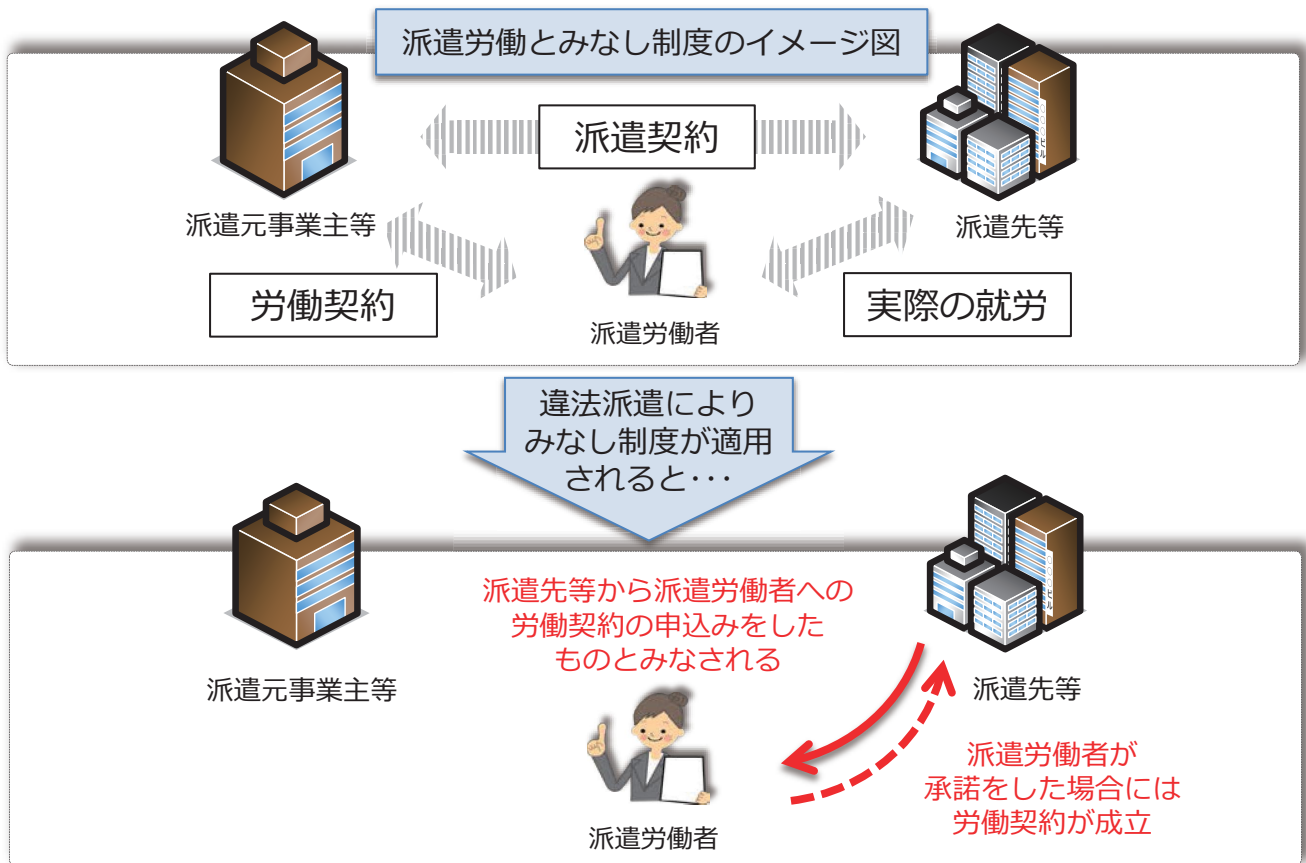 派遣労働とみなし制度のイメージ図
派遣契約
派遣元事業主等
派遣先等
労働契約
実際の就労
派遣労働者
違法派遣により
みなし制度が適用
されると･･･
派遣先等から派遣労働者への
労働契約の申込みをした
ものとみなされる
派遣元事業主等
派遣先等
派遣労働者
派遣労働者が
承諾をした場合には
労働契約が成立